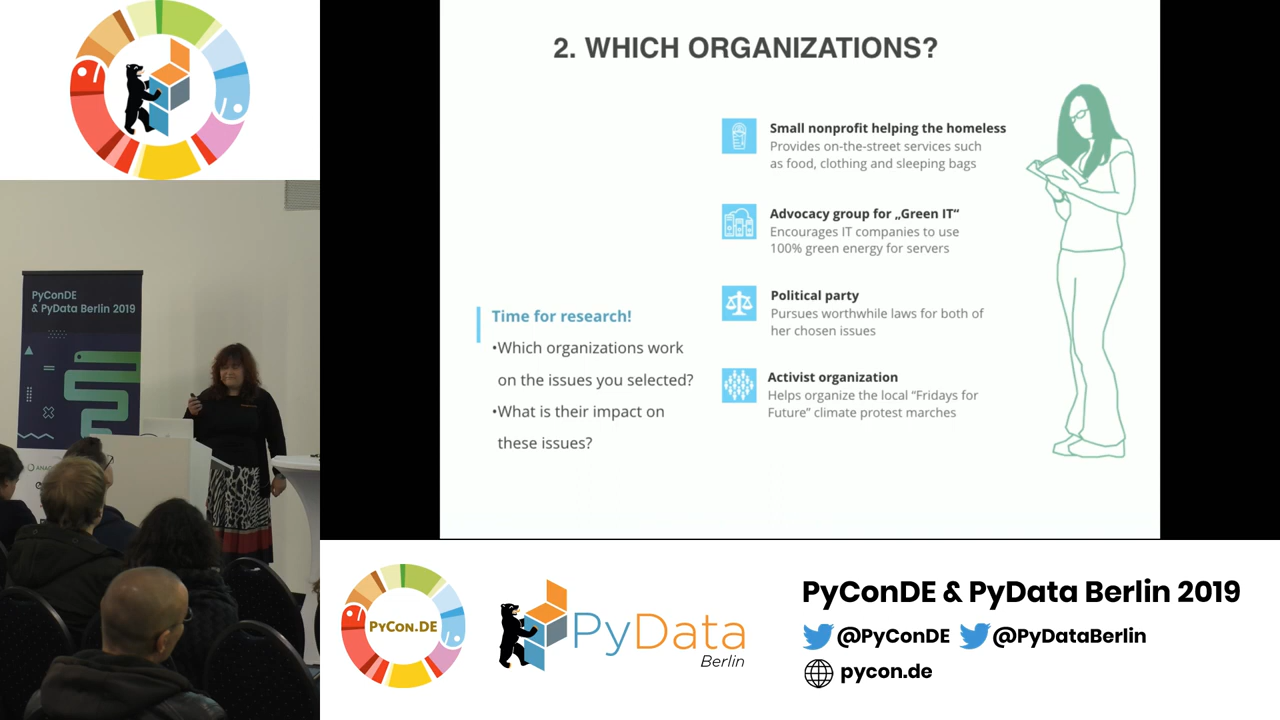 2. WHICH ORGANIZATIONS?
Small nonprofit helping the homeless
Provides on-the-street services such
as food, clothing and sleeping bags
Advocacy group for „Green IT“
Encourages IT companies to use
100% green energy for servers
Political party
Pursues worthwhile laws for both of
her chosen issues
Activist organization
Helps organize the local “Fridays for
Future” climate protest marches
Time for research!
•Which organizations work
on the issues you selected?
•What is their impact on
these issues?
PyConDE
& PyData Berlin 2019
PyCon.DE
PyData
Berlin
PyConDE & PyData Berlin 2019
@PyConDE @PyDataBerlin
pycon.de